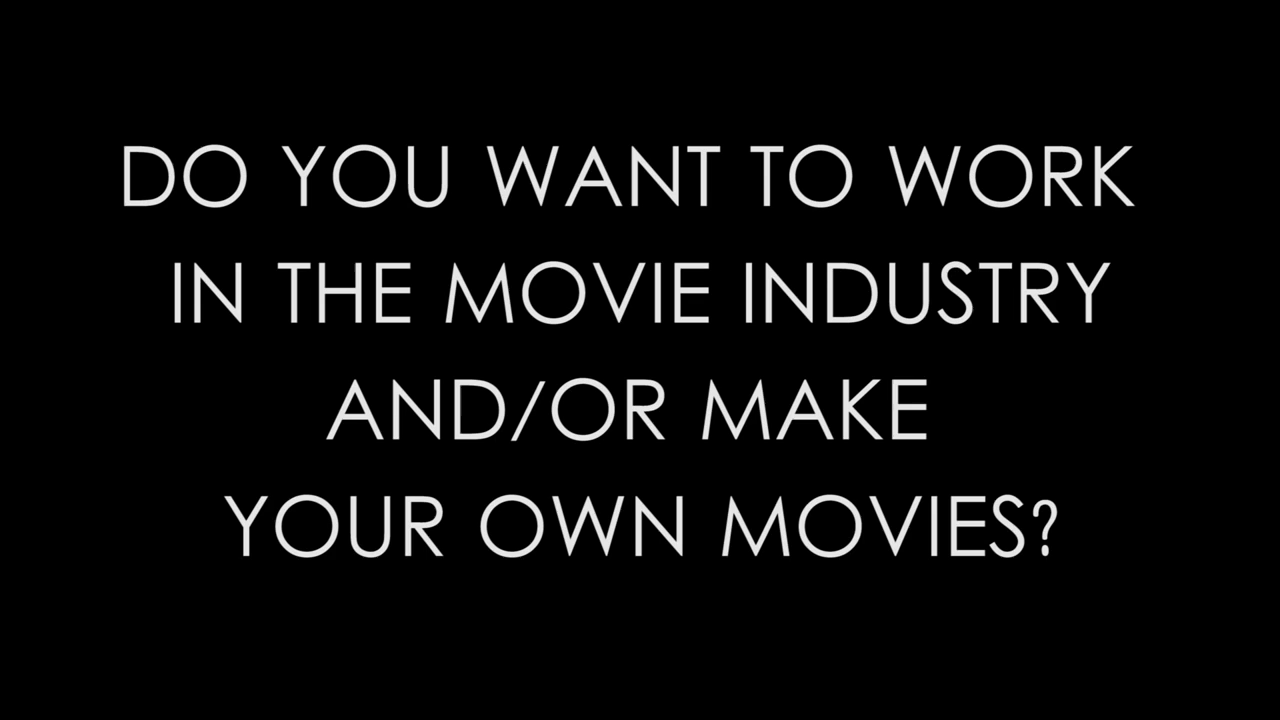 DO YOU WANT TO WORK
IN THE MOVIE INDUSTRY
AND/OR MAKE
YOUR OWN MOVIES?